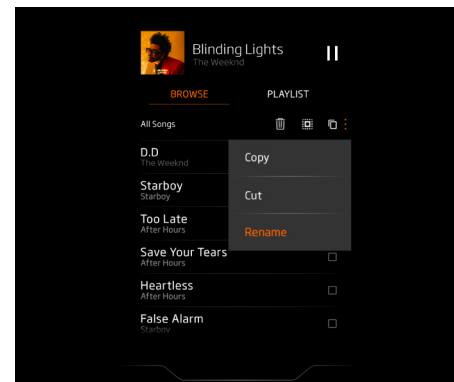 Blinding Lights
The Weeknd
BROWSE
PLAYLIST
All Songs
D.D
The Weeknd
Copy
Starboy
Starboy
Cut
Too Late
After Hours
Rename
Save Your Tears
After Hours
Heartless
After Hours
False Alarm
Starboy